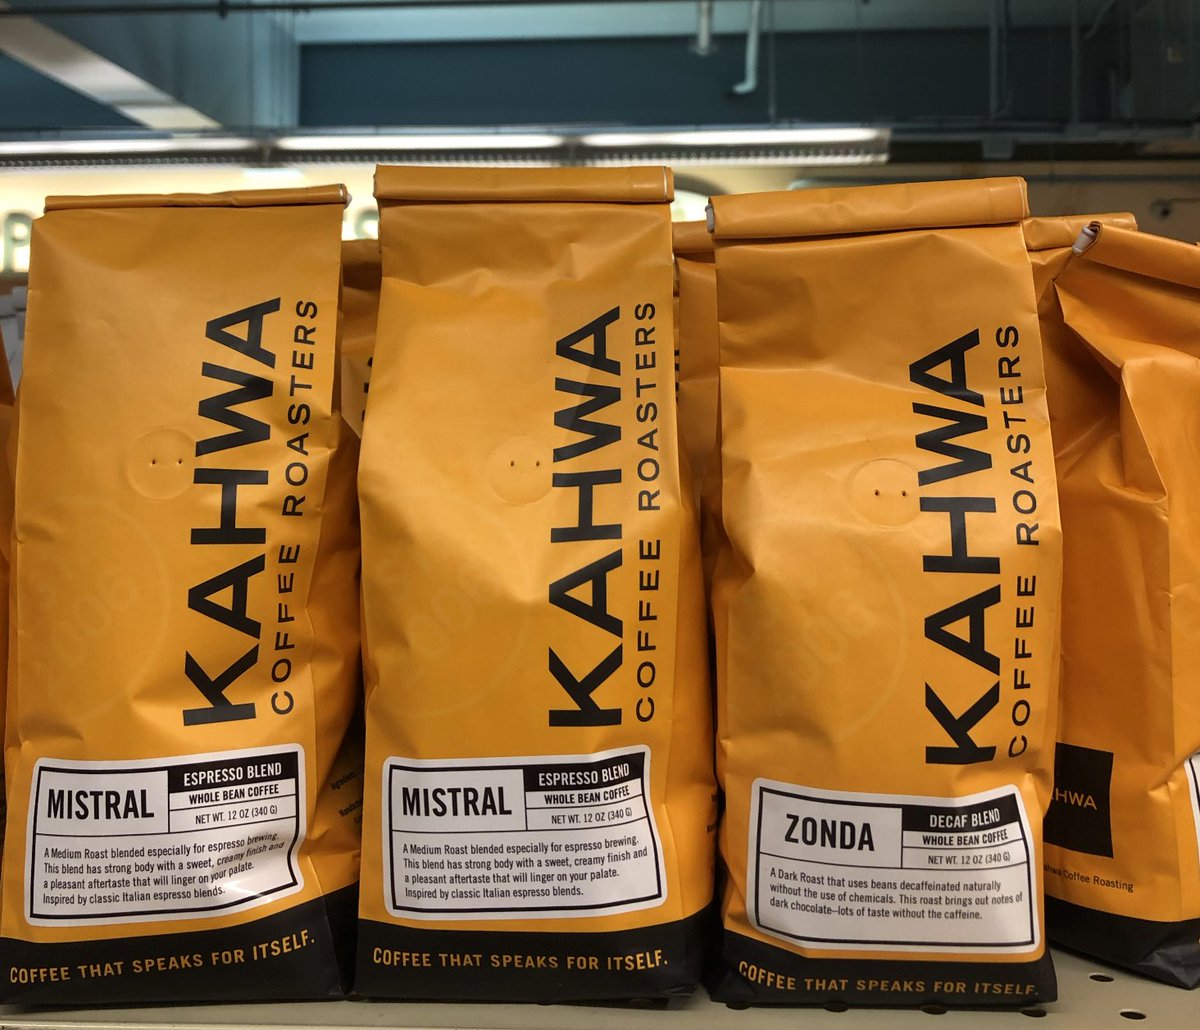 KAHWA
COFFEE ROASTERS
MISTRAL
ESPRESSO BLEND
WHOLE BEAN COFFEE
NET WT. 12 OZ (340 G)
A Medium Roast blended especially for espresso brewing.
This blend has strong body with a sweet, creamy finish and
a pleasant aftertaste that will linger on your palate.
Inspired by classic Italian espresso blends.
COFFEE THAT SPEAKS FOR ITSELF.
KAHWA
COFFEE ROASTERS
MISTRAL
ESPRESSO BLEND
WHOLE BEAN COFFEE
NET WT. 12 OZ (340 G)
A Medium Roast blended especially for espresso brewing.
This blend has strong body with a sweet, creamy finish and
a pleasant aftertaste that will linger on your palate.
Inspired by classic Italian espresso blends.
COFFEE THAT SPEAKS FOR ITSELF.
KAHWA
COFFEE ROASTERS
ZONDA
DECAF BLEND
WHOLE BEAN COFFEE
NET WT. 12 OZ (340 G)
A Dark Roast that uses beans decaffeinated naturally
without the use of chemicals. This roast brings out notes of
dark chocolate–lots of taste without the caffeine.
COFFEE THAT SPEAKS FOR ITSELF.
AHWA
ahwa Coffee Roasting